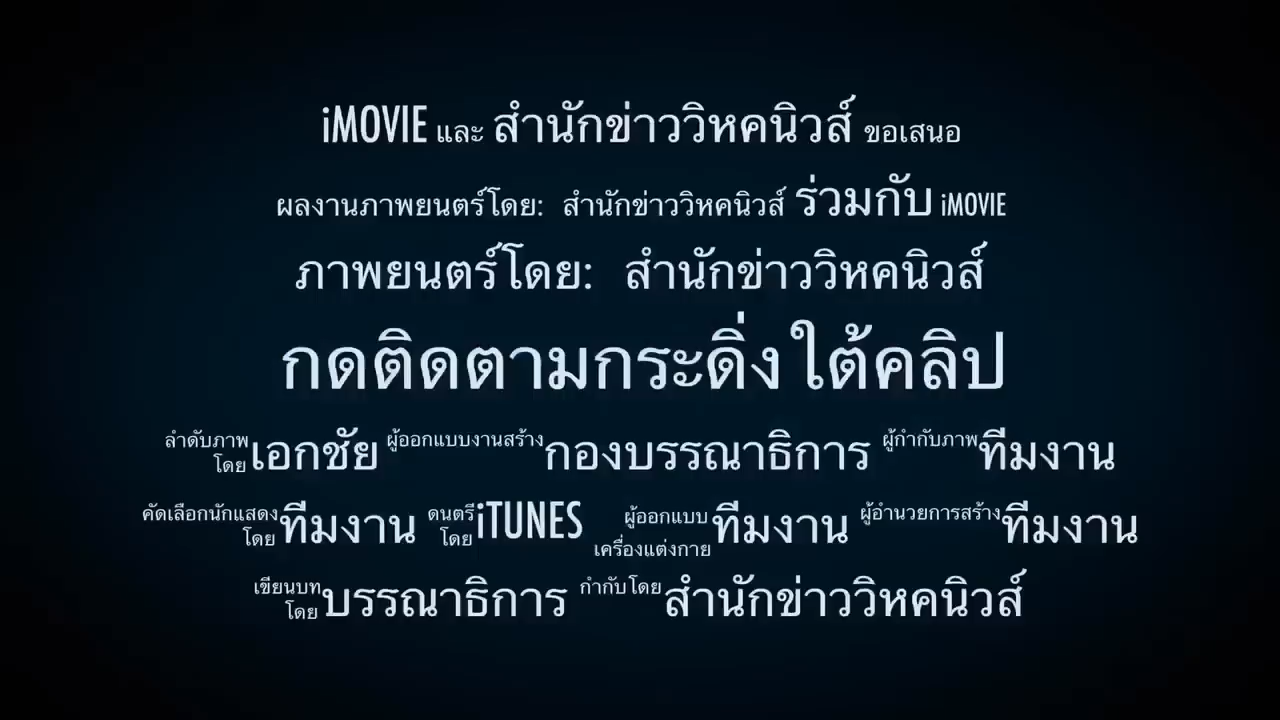 iMOVIE และ สำนักข่าววิหคนิวส์ ขอเสนอ
ผลงานภาพยนตร์โดย: สำนักข่าววิหคนิวส์ ร่วมกับ iMOVIE
ภาพยนตร์โดย: สำนักข่าววิหคนิวส์
กดติดตามกระดิ่ง ใต้คลิป
ลำดับภาพโดย เอกชัย ผู้ออกแบบงานสร้าง กองบรรณาธิการ ผู้กำกับภาพ ทีมงาน
คัดเลือกนักแสดงโดย ทีมงาน ดนตรีโดย iTUNES ผู้ออกแบบเครื่องแต่งกาย ทีมงาน ผู้อำนวยการสร้าง ทีมงาน
เขียนบทโดย บรรณาธิการ กำกับโดย สำนักข่าววิหคนิวส์